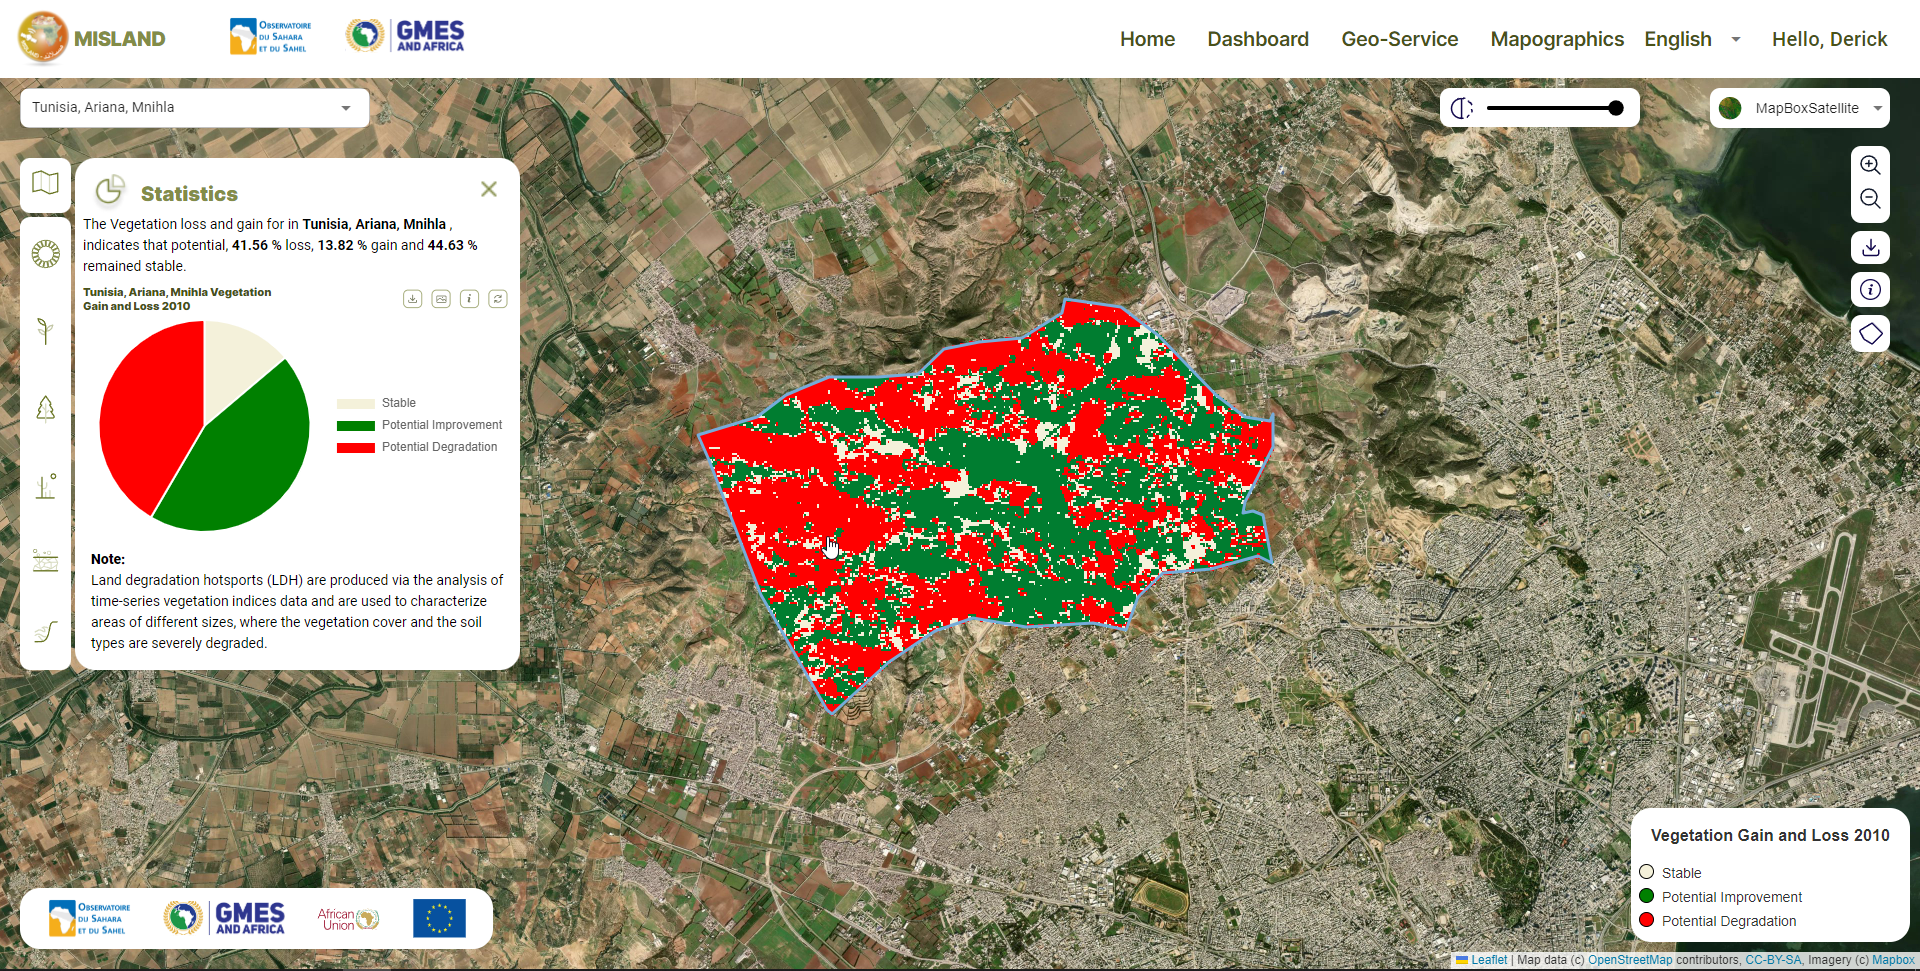 MISLAND
OBSERVATOIRE
DU SAHARA
ET DU SAHEL
GMES
AND AFRICA
Home
Dashboard
Geo-Service
Mapographics
English
Hello, Derick
Tunisia, Ariana, Mnihla
MapBoxSatellite
Statistics
The Vegetation loss and gain for in Tunisia, Ariana, Mnihla ,
indicates that potential, 41.56 % loss, 13.82 % gain and 44.63 %
remained stable.
Tunisia, Ariana, Mnihla Vegetation
Gain and Loss 2010
Stable
Potential Improvement
Potential Degradation
Note:
Land degradation hotsports (LDH) are produced via the analysis of
time-series vegetation indices data and are used to characterize
areas of different sizes, where the vegetation cover and the soil
types are severely degraded.
OBSERVATOIRE
DU SAHARA
ET DU SAHEL
GMES
AND AFRICA
African
Union
Vegetation Gain and Loss 2010
Stable
Potential Improvement
Potential Degradation
Leaflet | Map data (c) OpenStreetMap contributors, CC-BY-SA, Imagery (c) Mapbox